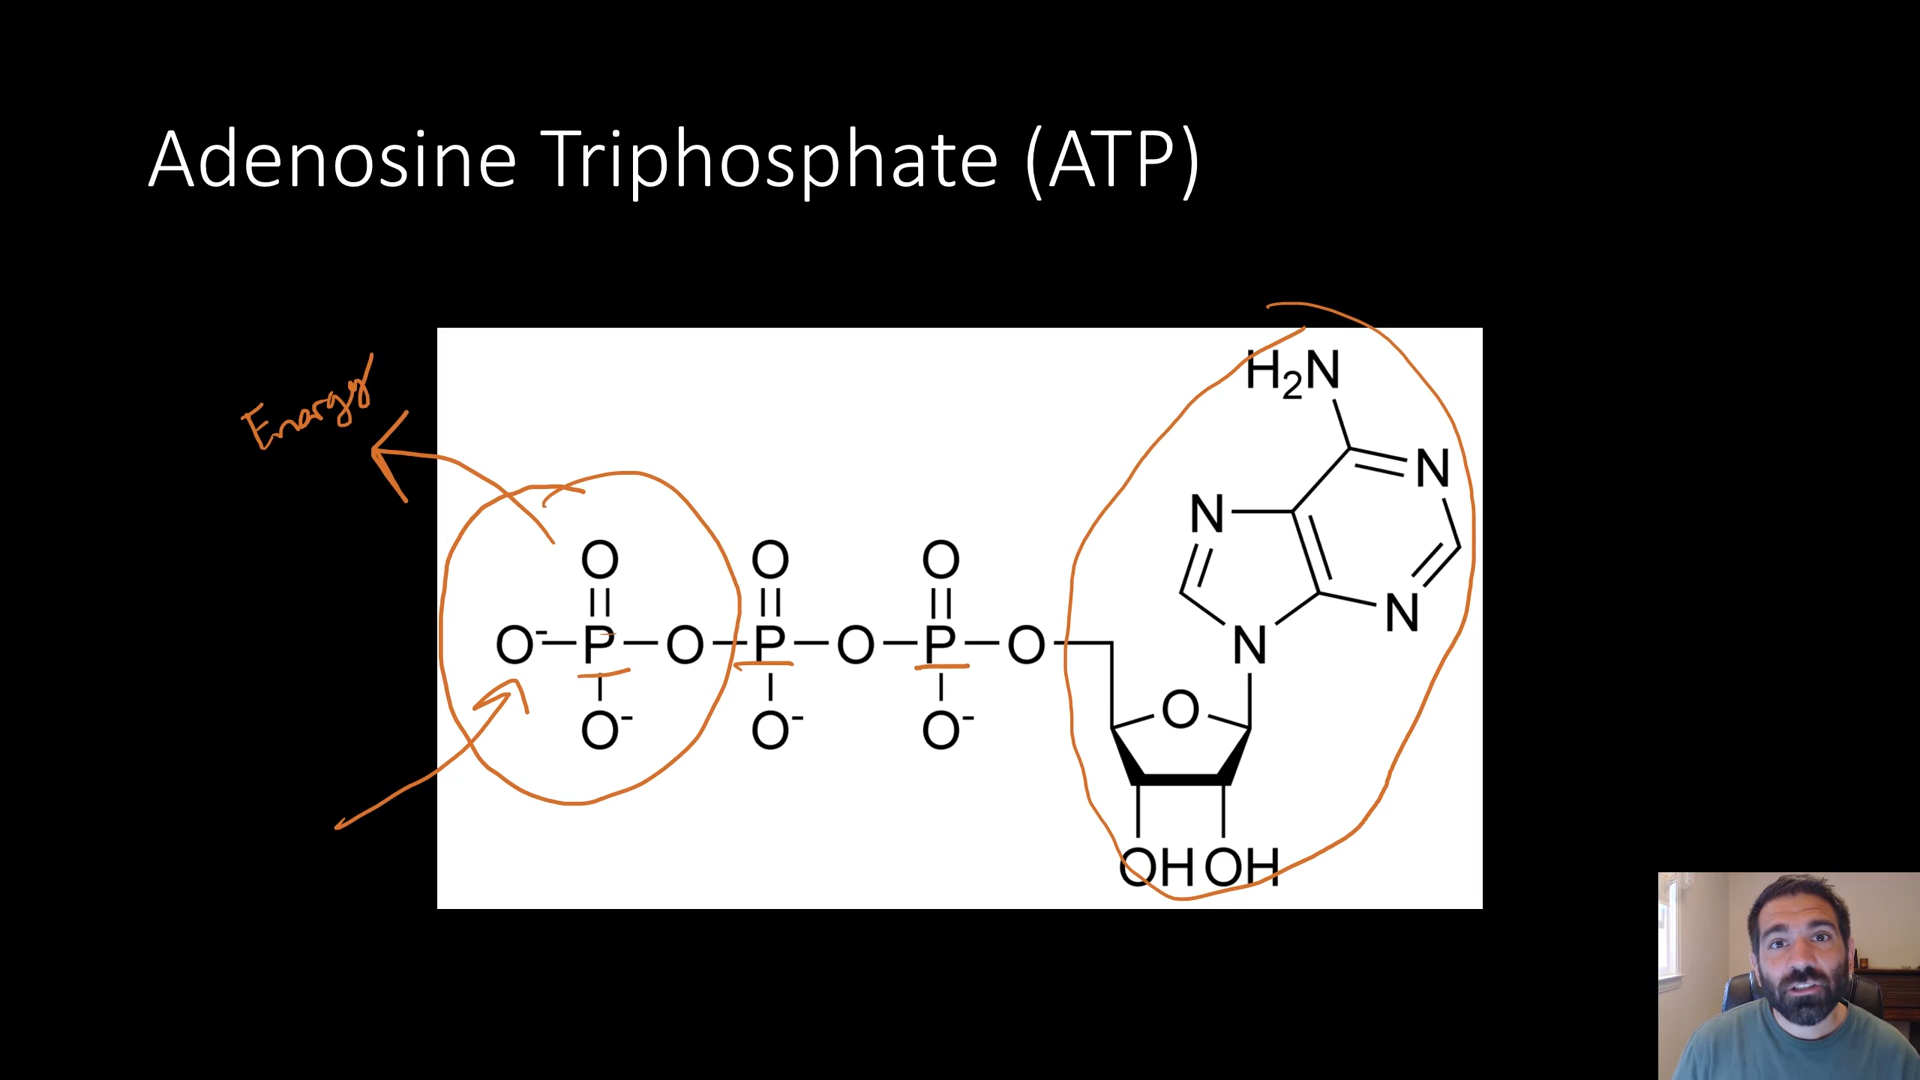 Adenosine Triphosphate (ATP)
Energy
H₂N
N
N
O O O
N
O⁻ P O P O P O
N
O
O⁻ O⁻ O⁻
OH OH